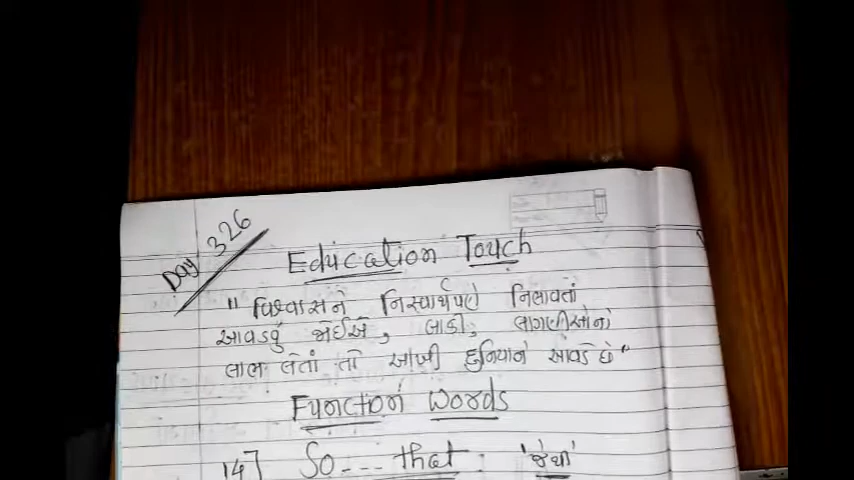 Day 326
Education Touch
"વિશ્વાસને નિસ્વાર્થપણે નિભાવતાં
આવડવું જોઈએ, બાકી, લાગણીઓનો
લાભ લેતાં તો આખી દુનિયાને આવડે છે"
Function Words
147 So --- that : 'જેથી'